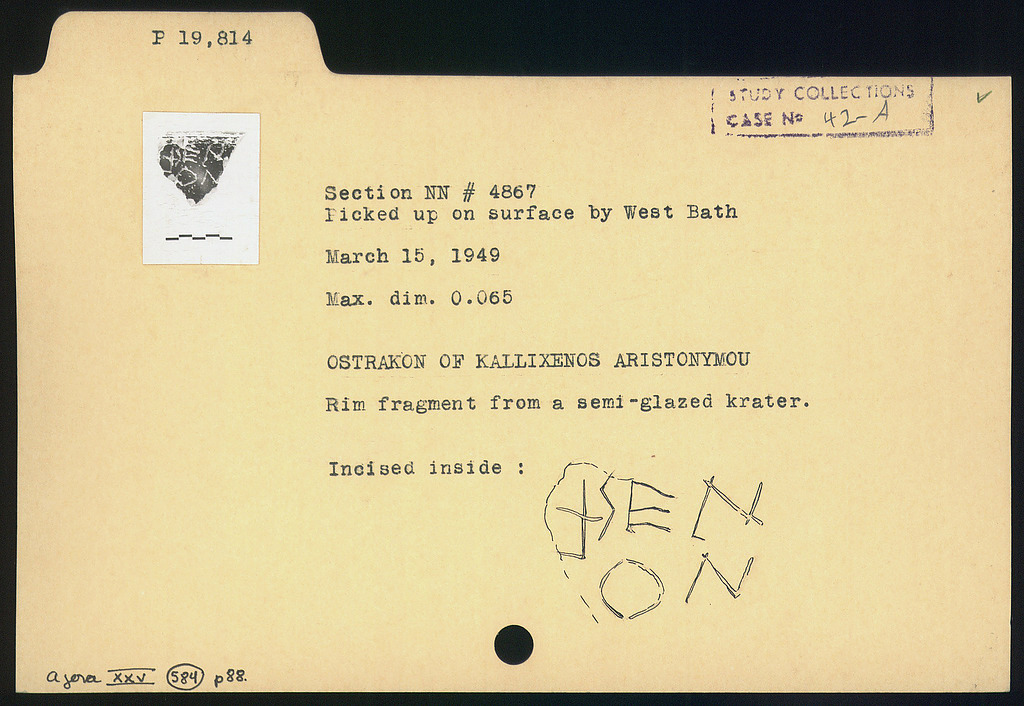 P 19,814
STUDY COLLECTIONS
CASE No 42-A
Section NN # 4867
Picked up on surface by West Bath
March 15, 1949
Max. dim. 0.065
OSTRAKON OF KALLIXENOS ARISTONYMOU
Rim fragment from a semi-glazed krater.
Incised inside :
ΕΝ
ΟΝ
Agora XXV 584 p88.